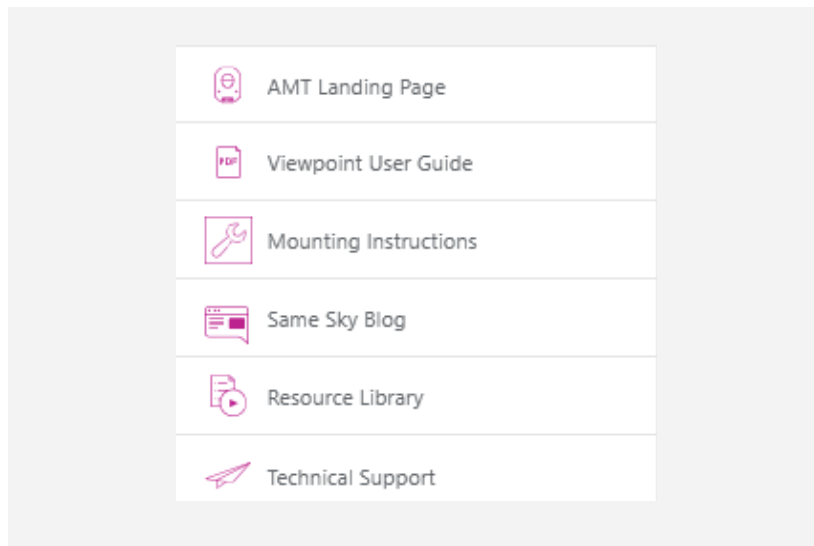 AMT Landing Page
PDF
Viewpoint User Guide
Mounting Instructions
Same Sky Blog
Resource Library
Technical Support